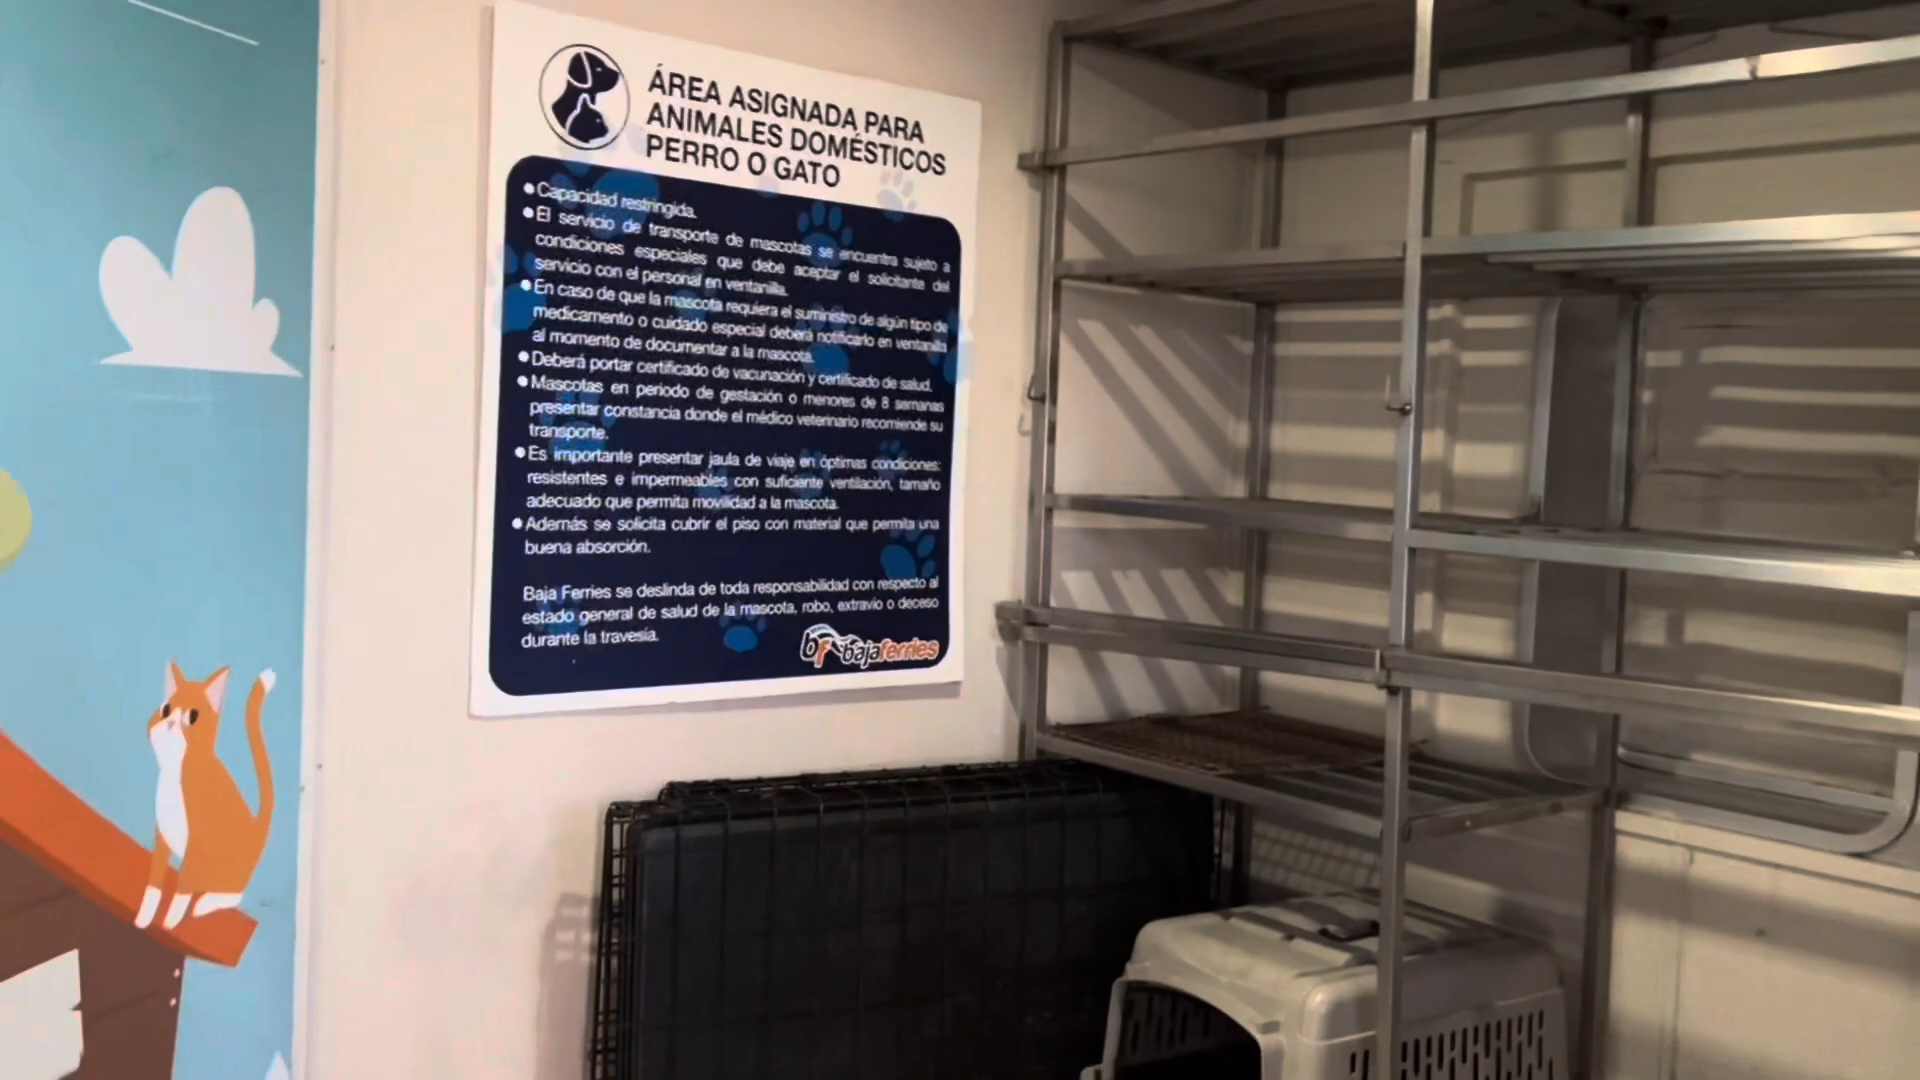 ÁREA ASIGNADA PARA
ANIMALES DOMÉSTICOS
PERRO O GATO
● Capacidad restringida.
● El servicio de transporte de mascotas se encuentra sujeto a
condiciones especiales que debe aceptar el solicitante del
servicio con el personal en ventanilla.
● En caso de que la mascota requiera el suministro de algún tipo de
medicamento o cuidado especial deberá notificarlo en ventanilla
al momento de documentar a la mascota.
● Deberá portar certificado de vacunación y certificado de salud.
● Mascotas en periodo de gestación o menores de 8 semanas
presentar constancia donde el médico veterinario recomiende su
transporte.
● Es importante presentar jaula de viaje en óptimas condiciones:
resistentes e impermeables con suficiente ventilación, tamaño
adecuado que permita movilidad a la mascota.
● Además se solicita cubrir el piso con material que permita una
buena absorción.
Baja Ferries se deslinda de toda responsabilidad con respecto al
estado general de salud de la mascota, robo, extravío o deceso
durante la travesía.
bf bajaferries